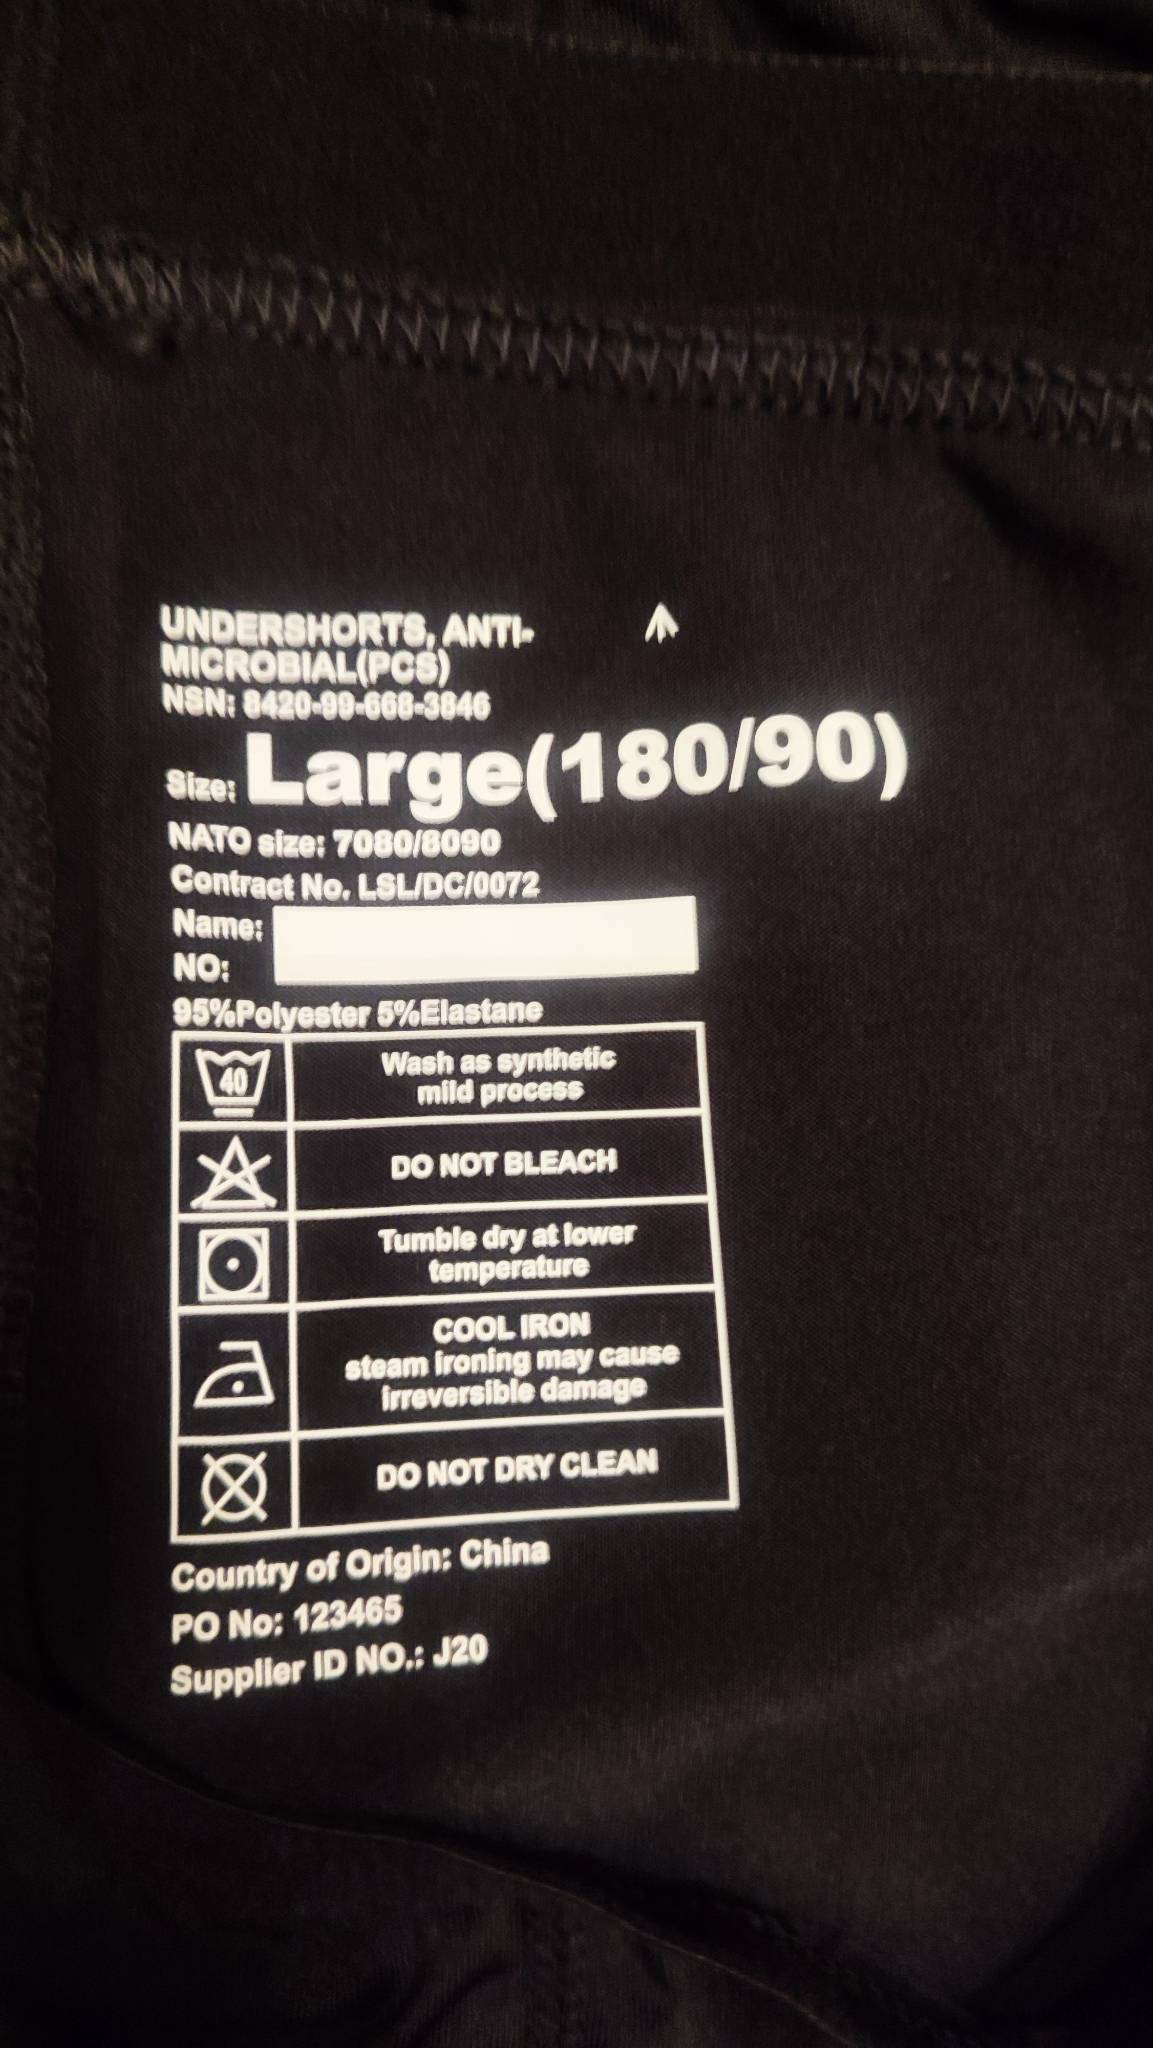 UNDERSHORTS, ANTI-
MICROBIAL(PCS)
NSN: 8420-99-668-3846
Size: Large(180/90)
NATO size: 7080/8090
Contract No. LSL/DC/0072
Name:
NO:
95%Polyester 5%Elastane
40
Wash as synthetic
mild process
DO NOT BLEACH
Tumble dry at lower
temperature
COOL IRON
steam ironing may cause
irreversible damage
DO NOT DRY CLEAN
Country of Origin: China
PO No: 123465
Supplier ID NO.: J20